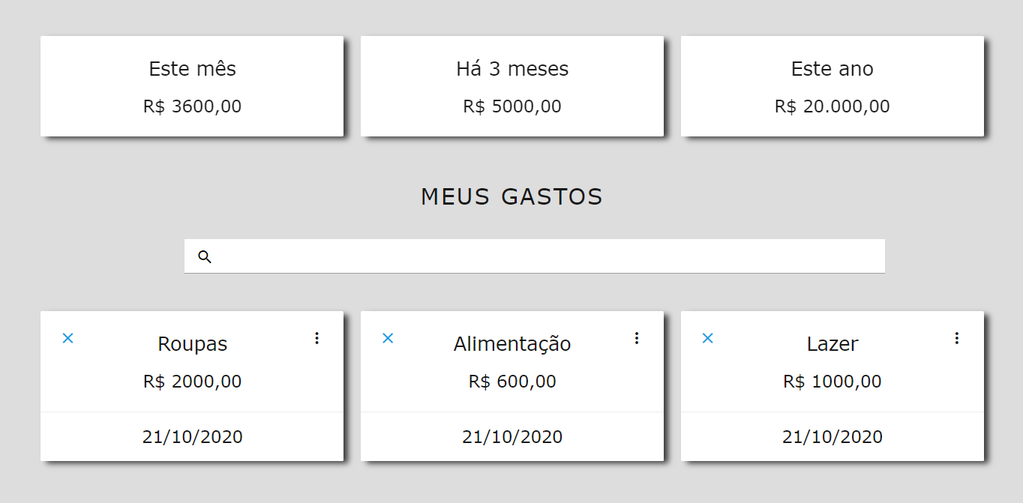 Este mês
R$ 3600,00
Há 3 meses
R$ 5000,00
Este ano
R$ 20.000,00
MEUS GASTOS
Roupas
R$ 2000,00
21/10/2020
Alimentação
R$ 600,00
21/10/2020
Lazer
R$ 1000,00
21/10/2020